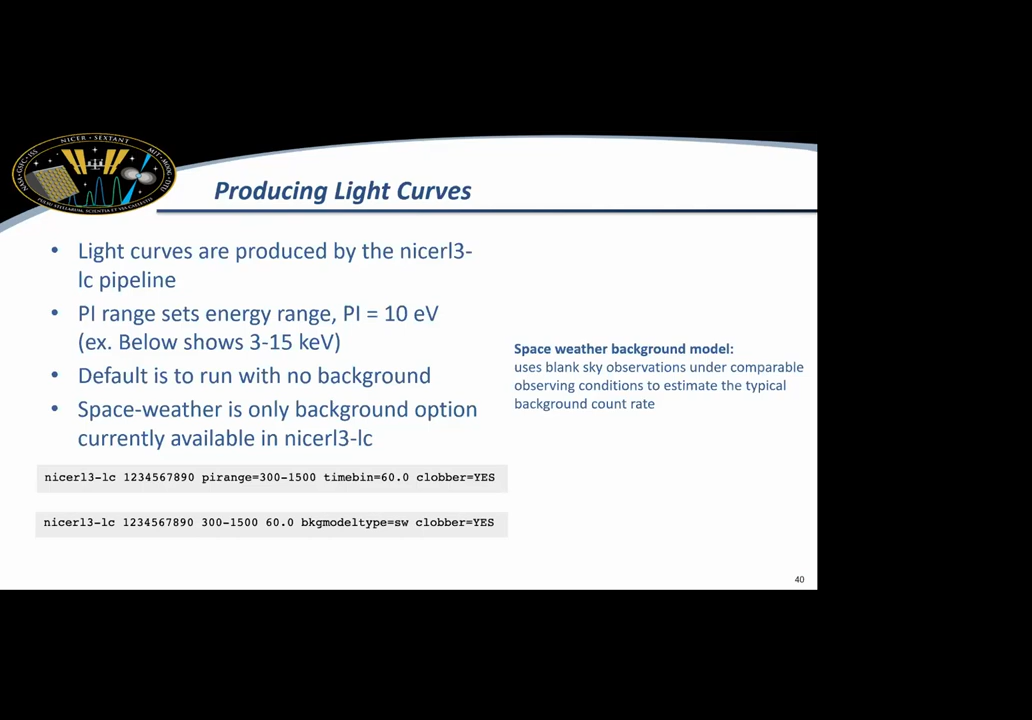 NICER • SEXTANT
Producing Light Curves
• Light curves are produced by the nicerl3-
lc pipeline
• PI range sets energy range, PI = 10 eV
(ex. Below shows 3-15 keV)
• Default is to run with no background
• Space-weather is only background option
currently available in nicerl3-lc
nicerl3-lc 1234567890 pirange=300-1500 timebin=60.0 clobber=YES
nicerl3-lc 1234567890 300-1500 60.0 bkgmodeltype=sw clobber=YES
Space weather background model:
uses blank sky observations under comparable
observing conditions to estimate the typical
background count rate
40